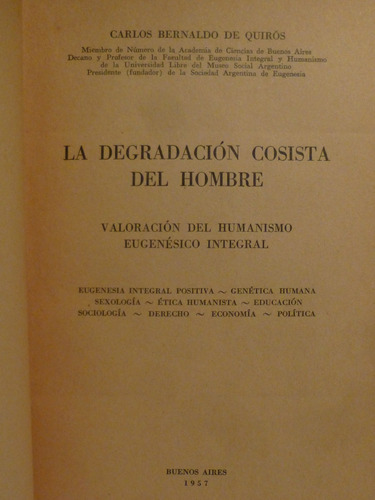 CARLOS BERNALDO DE QUIRÓS
Miembro de Número de la Academia de Ciencias de Buenos Aires
Decano y Profesor de la Facultad de Eugenesia Integral y Humanismo
de la Universidad Libre del Museo Social Argentino
Presidente (fundador) de la Sociedad Argentina de Eugenesia
LA DEGRADACIÓN COSISTA
DEL HOMBRE
VALORACIÓN DEL HUMANISMO
EUGENÉSICO INTEGRAL
EUGENESIA INTEGRAL POSITIVA ~ GENÉTICA HUMANA
SEXOLOGÍA ~ ÉTICA HUMANISTA ~ EDUCACIÓN
SOCIOLOGÍA ~ DERECHO ~ ECONOMÍA ~ POLÍTICA
BUENOS AIRES
1957